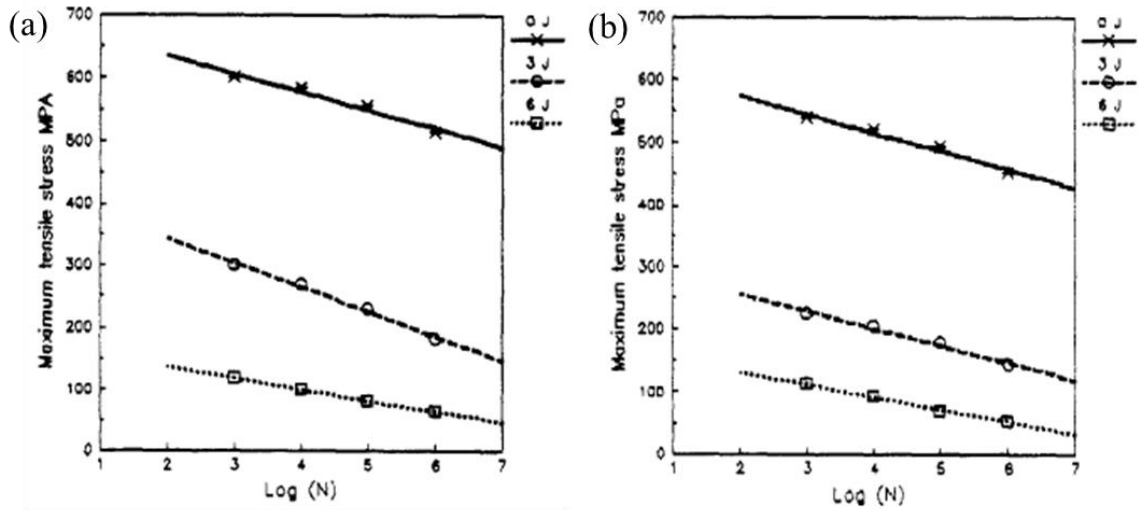 (a)
Maximum tensile stress MPA
700
600
500
400
300
200
100
0
1 2 3 4 5 6 7
Log (N)
0 J
3 J
6 J
(b)
Maximum tensile stress MPa
700
600
500
400
300
200
100
0
1 2 3 4 5 6 7
Log (N)
0 J
3 J
6 J